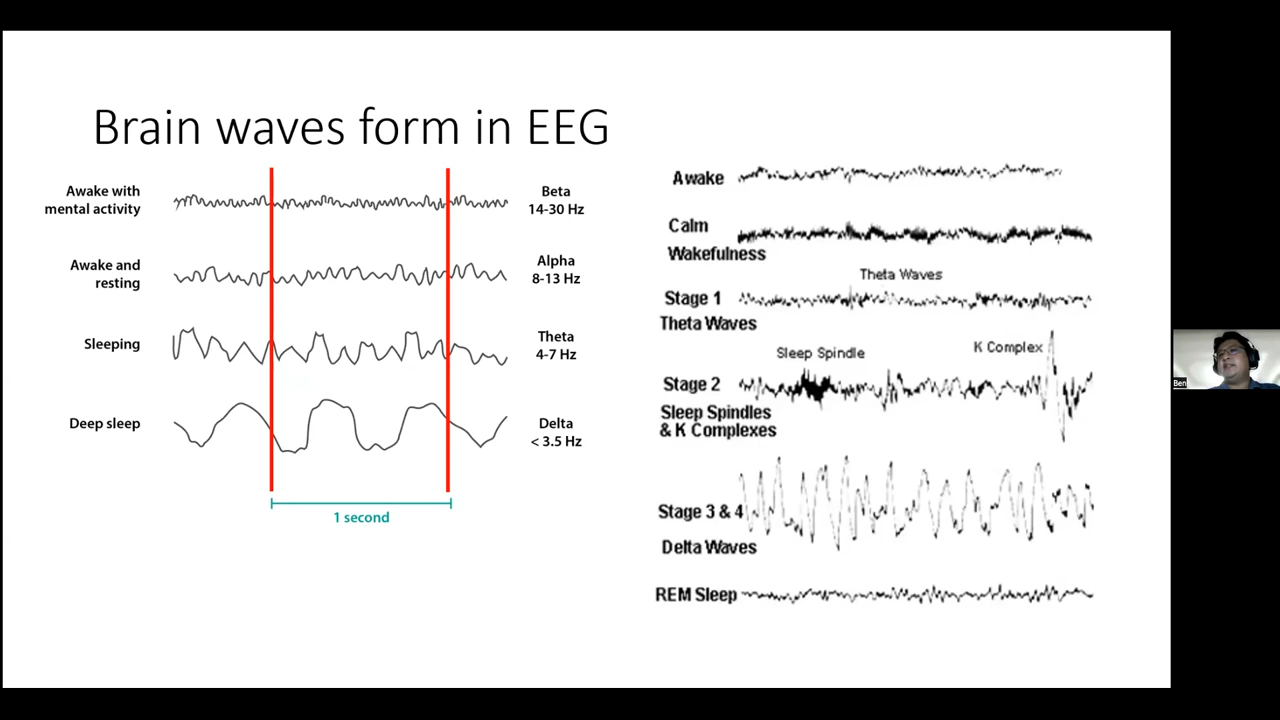 Brain waves form in EEG
Awake with
mental activity
Beta
14-30 Hz
Awake and
resting
Alpha
8-13 Hz
Sleeping
Theta
4-7 Hz
Deep sleep
Delta
< 3.5 Hz
1 second
Awake
Calm
Wakefulness
Theta Waves
Stage 1
Theta Waves
Sleep Spindle
K Complex
Stage 2
Sleep Spindles
& K Complexes
Stage 3 & 4
Delta Waves
REM Sleep
Ben